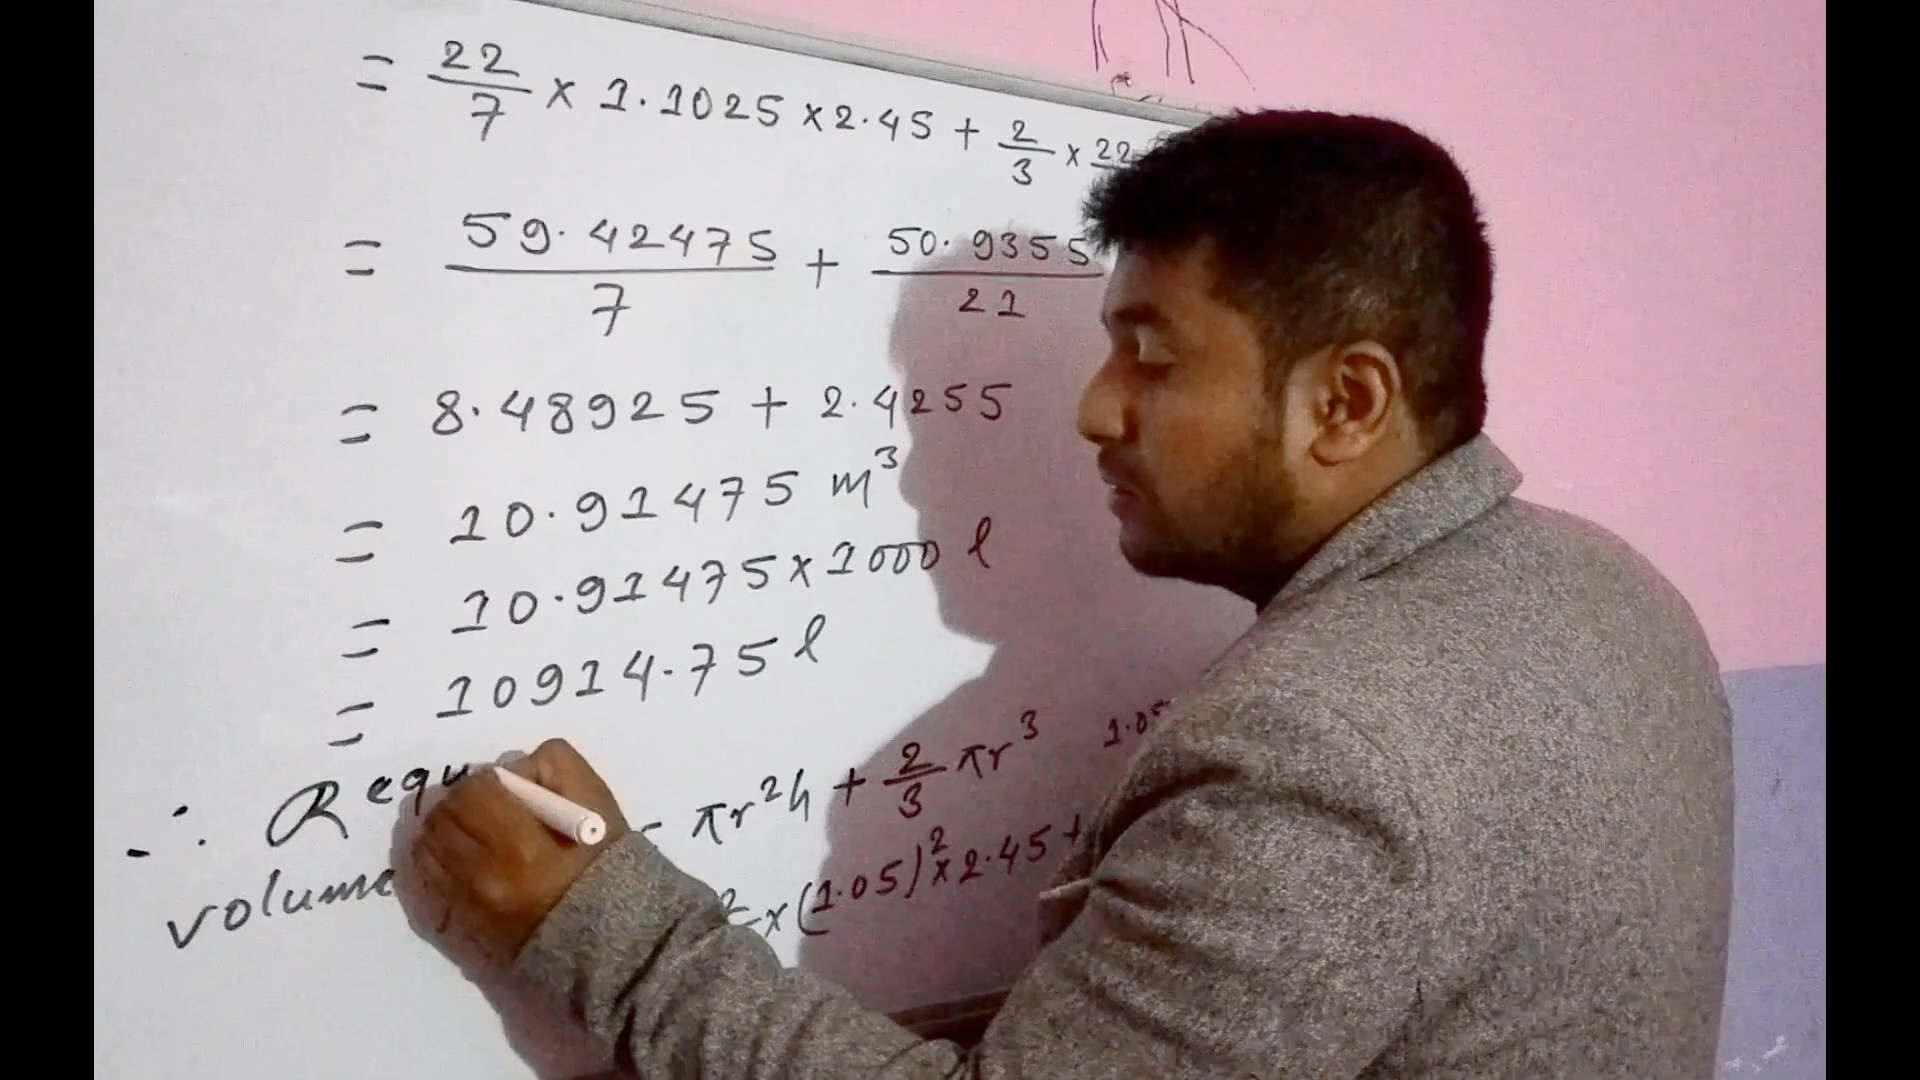 = 22/7 × 1.1025 × 2.45 + 2/3 × 22
= 59.42475/7 + 50.9355/21
= 8.48925 + 2.4255
= 10.91475 m³
= 10.91475 × 1000 l
= 10914.75 l
∴ Requ
volume
πr²h + 2/3 πr³
× (1.05)² × 2.45 +